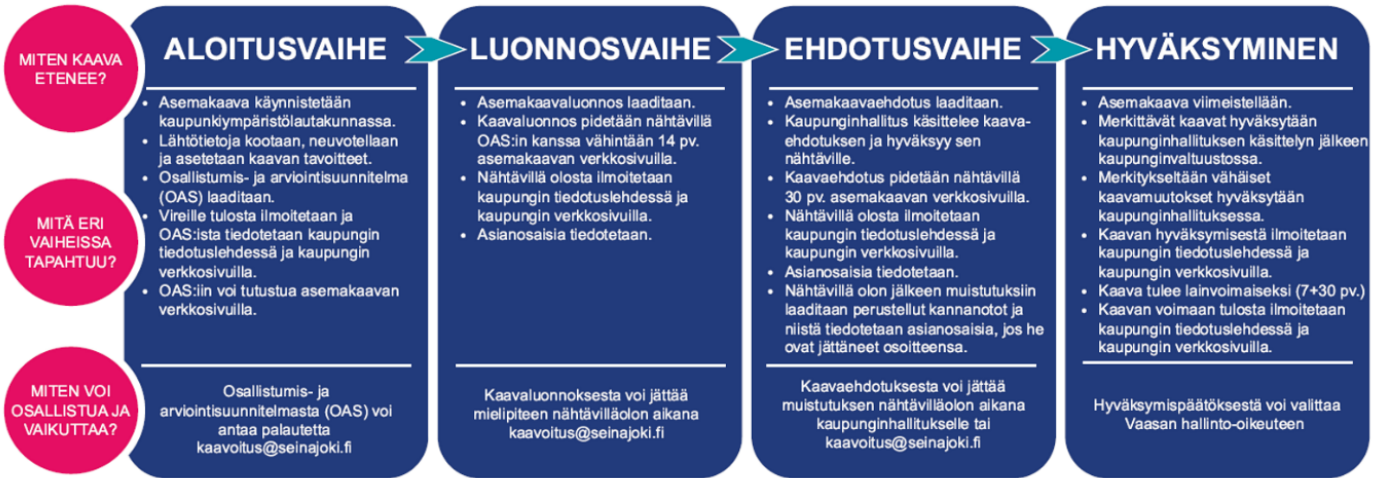 MITEN KAAVA
ETENEE?
MITÄ ERI
VAIHEISSA
TAPAHTUU?
MITEN VOI
OSALLISTUA JA
VAIKUTTAA?
ALOITUSVAIHE
• Asemakaava käynnistetään
kaupunkiympäristölautakunnassa.
• Lähtötietoja kootaan, neuvotellaan
ja asetetaan kaavan tavoitteet.
• Osallistumis- ja arviointisuunnitelma
(OAS) laaditaan.
• Vireille tulosta ilmoitetaan ja
OAS:ista tiedotetaan kaupungin
tiedotuslehdessä ja kaupungin
verkkosivuilla.
• OAS:iin voi tutustua asemakaavan
verkkosivuilla.
Osallistumis- ja
arviointisuunnitelmasta (OAS) voi
antaa palautetta
kaavoitus@seinajoki.fi
LUONNOSVAIHE
• Asemakaavaluonnos laaditaan.
• Kaavaluonnos pidetään nähtävillä
OAS:in kanssa vähintään 14 pv.
asemakaavan verkkosivuilla.
• Nähtävillä olosta ilmoitetaan
kaupungin tiedotuslehdessä ja
kaupungin verkkosivuilla.
• Asianosaisia tiedotetaan.
Kaavaluonnoksesta voi jättää
mielipiteen nähtävilläolon aikana
kaavoitus@seinajoki.fi
EHDOTUSVAIHE
• Asemakaavaehdotus laaditaan.
• Kaupunginhallitus käsittelee kaava-
ehdotuksen ja hyväksyy sen
nähtäville.
• Kaavaehdotus pidetään nähtävillä
30 pv. asemakaavan verkkosivuilla.
• Nähtävillä olosta ilmoitetaan
kaupungin tiedotuslehdessä ja
kaupungin verkkosivuilla.
• Asianosaisia tiedotetaan.
• Nähtävillä olon jälkeen muistutuksiin
laaditaan perustellut kannanotot ja
niistä tiedotetaan asianosaisia, jos he
ovat jättäneet osoitteensa.
Kaavaehdotuksesta voi jättää
muistutuksen nähtävilläolon aikana
kaupunginhallitukselle tai
kaavoitus@seinajoki.fi
HYVÄKSYMINEN
• Asemakaava viimeistellään.
• Merkittävät kaavat hyväksytään
kaupunginhallituksen käsittelyn jälkeen
kaupunginvaltuustossa.
• Merkitykseltään vähäiset
kaavamuutokset hyväksytään
kaupunginhallituksessa.
• Kaavan hyväksymisestä ilmoitetaan
kaupungin tiedotuslehdessä ja
kaupungin verkkosivuilla.
• Kaava tulee lainvoimaiseksi (7+30 pv.)
• Kaavan voimaan tulosta ilmoitetaan
kaupungin tiedotuslehdessä ja
kaupungin verkkosivuilla.
Hyväksymispäätöksestä voi valittaa
Vaasan hallinto-oikeuteen